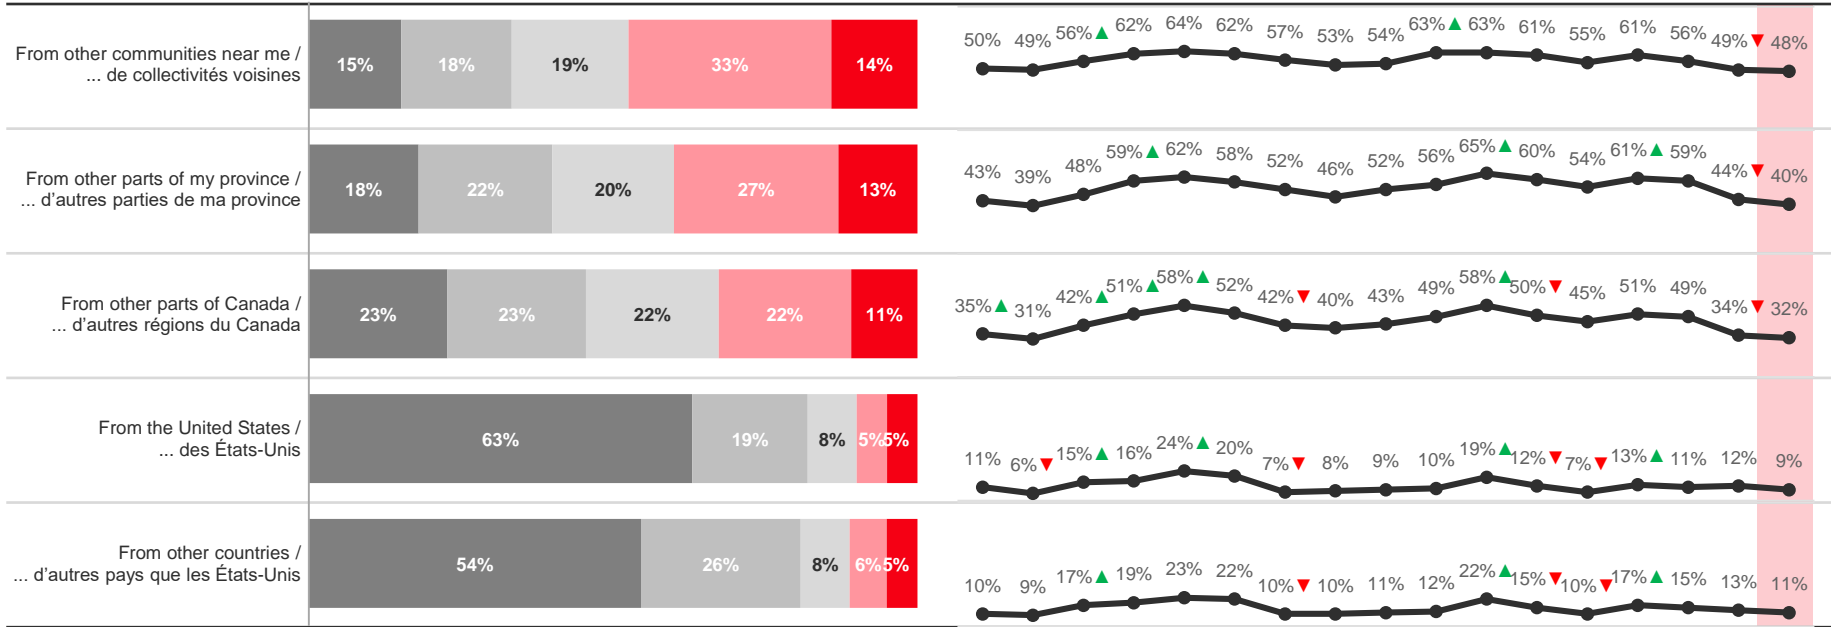 From other communities near me /
... de collectivités voisines
15% 18% 19% 33% 14%
50% 49% 56% ▲ 62% 64% 62% 57% 53% 54% 63% ▲ 63% 61% 55% 61% 56% 49% ▼ 48%
From other parts of my province /
... d'autres parties de ma province
18% 22% 20% 27% 13%
43% 39% 48% 59% ▲ 62% 58% 52% 46% 52% 56% 65% ▲ 60% 54% 61% ▲ 59% 44% ▼ 40%
From other parts of Canada /
... d'autres régions du Canada
23% 23% 22% 22% 11%
35% ▲ 31% 42% ▲ 51% ▲ 58% ▲ 52% 42% ▼ 40% 43% 49% 58% ▲ 50% ▼ 45% 51% 49% 34% ▼ 32%
From the United States /
... des États-Unis
63% 19% 8% 5% 5%
11% 6% ▼ 15% ▲ 16% 24% ▲ 20% 7% ▼ 8% 9% 10% 19% ▲ 12% ▼ 7% ▼ 13% ▲ 11% 12% 9%
From other countries /
... d'autres pays que les États-Unis
54% 26% 8% 6% 5%
10% 9% 17% ▲ 19% 23% 22% 10% ▼ 10% 11% 12% 22% ▲ 15% ▼ 10% ▼ 17% ▲ 15% 13% 11%